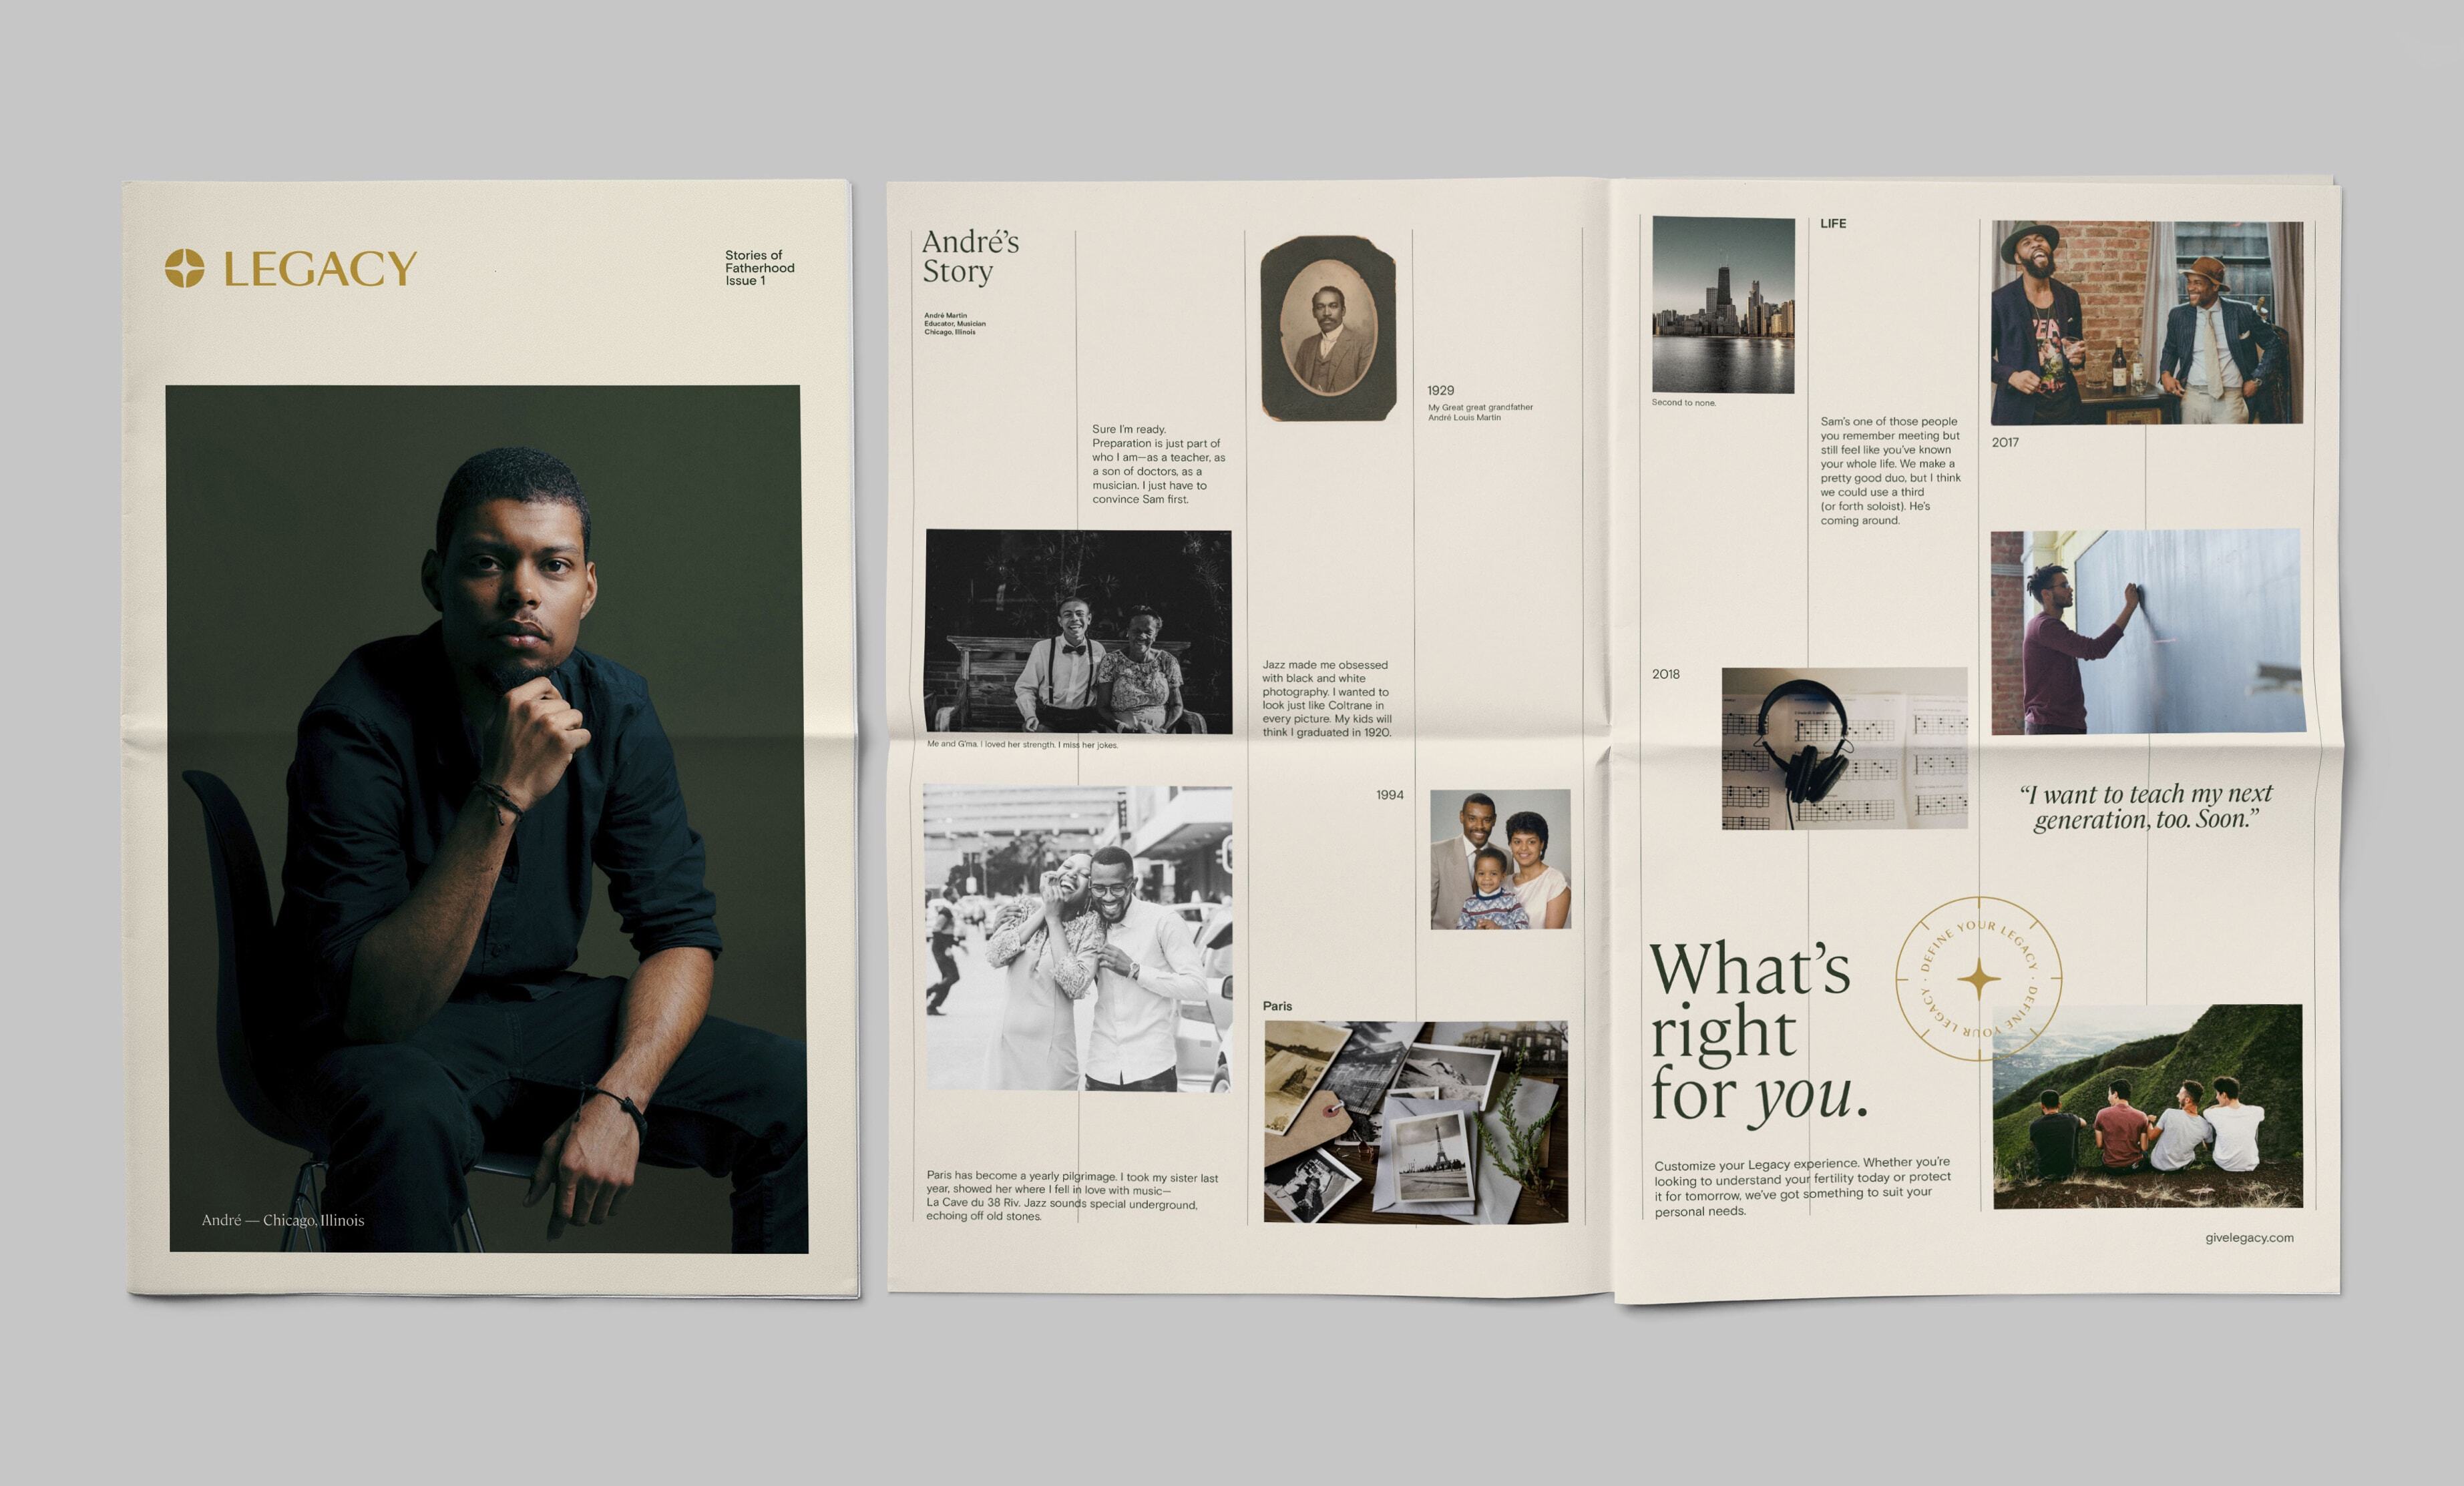 LEGACY
Stories of
Fatherhood
Issue 1
André — Chicago, Illinois
André's
Story
André Martin
Educator, Musician
Chicago, Illinois
Sure I'm ready.
Preparation is just part of
who I am—as a teacher, as
a son of doctors, as a
musician. I just have to
convince Sam first.
1929
My Great great grandfather
André Louis Martin
Me and G'ma. I loved her strength. I miss her jokes.
Jazz made me obsessed
with black and white
photography. I wanted to
look just like Coltrane in
every picture. My kids will
think I graduated in 1920.
1994
Paris
Paris has become a yearly pilgrimage. I took my sister last
year, showed her where I fell in love with music—
La Cave du 38 Riv. Jazz sounds special underground,
echoing off old stones.
Second to none.
LIFE
Sam's one of those people
you remember meeting but
still feel like you've known
your whole life. We make a
pretty good duo, but I think
we could use a third
(or forth soloist). He's
coming around.
2017
2018
“I want to teach my next
generation, too. Soon.”
DEFINE YOUR LEGACY · DEFINE YOUR LEGACY ·
What's
right
for you.
Customize your Legacy experience. Whether you're
looking to understand your fertility today or protect
it for tomorrow, we've got something to suit your
personal needs.
givelegacy.com